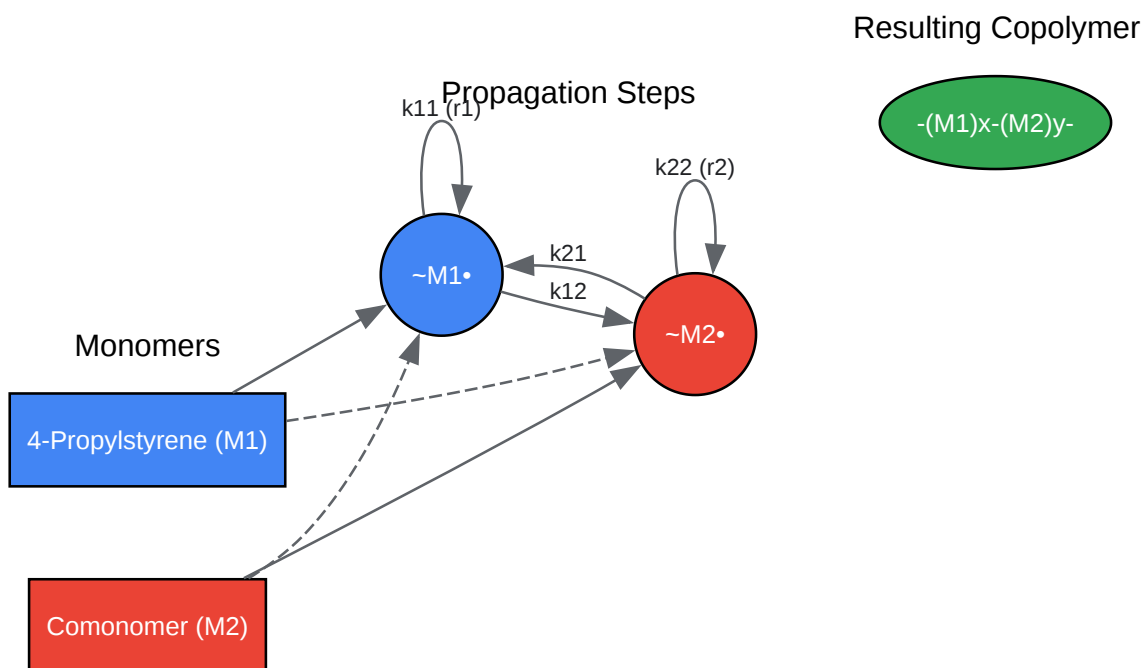 Resulting Copolymer
-(M1)x-(M2)y-
Propagation Steps
k11 (r1)
k22 (r2)
~M1•
k21
k12
~M2•
Monomers
4-Propylstyrene (M1)
Comonomer (M2)